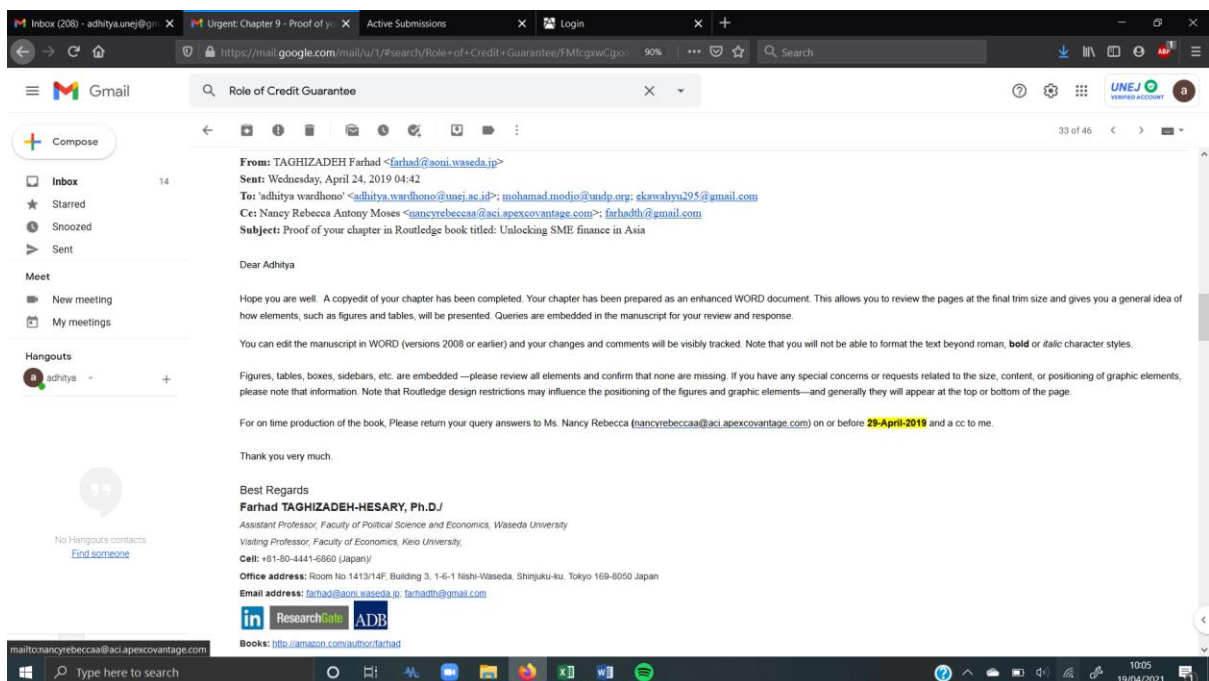 Inbox (208) - adhitya.unej@gm
Urgent: Chapter 9 - Proof of yo
Active Submissions
Login
https://mail.google.com/mail/u/1/#search/Role+of+Credit+Guarantee/
90%
Search
Gmail
Role of Credit Guarantee
UNEJ
VERIFIED ACCOUNT
a
Compose
33 of 46
Inbox 14
Starred
Snoozed
Sent
Meet
New meeting
My meetings
Hangouts
a adhitya
No Hangouts contacts
Find someone
From: TAGHIZADEH Farhad <farhad@aoni.waseda.jp>
Sent: Wednesday, April 24, 2019 04:42
To: 'adhitya wardhono' <adhitya.wardhono@unej.ac.id>; mohamad.modjo@undp.org; ekawahyu295@gmail.com
Cc: Nancy Rebecca Antony Moses <nancyrebeccaa@aci.apexcovantage.com>; farhadth@gmail.com
Subject: Proof of your chapter in Routledge book titled: Unlocking SME finance in Asia
Dear Adhitya
Hope you are well. A copyedit of your chapter has been completed. Your chapter has been prepared as an enhanced WORD document. This allows you to review the pages at the final trim size and gives you a general idea of
how elements, such as figures and tables, will be presented. Queries are embedded in the manuscript for your review and response.
You can edit the manuscript in WORD (versions 2008 or earlier) and your changes and comments will be visibly tracked. Note that you will not be able to format the text beyond roman, bold or italic character styles.
Figures, tables, boxes, sidebars, etc. are embedded —please review all elements and confirm that none are missing. If you have any special concerns or requests related to the size, content, or positioning of graphic elements,
please note that information. Note that Routledge design restrictions may influence the positioning of the figures and graphic elements—and generally they will appear at the top or bottom of the page.
For on time production of the book, Please return your query answers to Ms. Nancy Rebecca (nancyrebeccaa@aci.apexcovantage.com) on or before 29-April-2019 and a cc to me.
Thank you very much.
Best Regards
Farhad TAGHIZADEH-HESARY, Ph.D./
Assistant Professor, Faculty of Political Science and Economics, Waseda University
Visiting Professor, Faculty of Economics, Keio University,
Cell: +81-80-4441-6860 (Japan)/
Office address: Room No.1413/14F, Building 3, 1-6-1 Nishi-Waseda, Shinjuku-ku, Tokyo 169-8050 Japan
Email address: farhad@aoni.waseda.jp; farhadth@gmail.com
in ResearchGate ADB
Books: http://amazon.com/author/farhad
mailto:nancyrebeccaa@aci.apexcovantage.com
Type here to search
10:05
19/04/2021